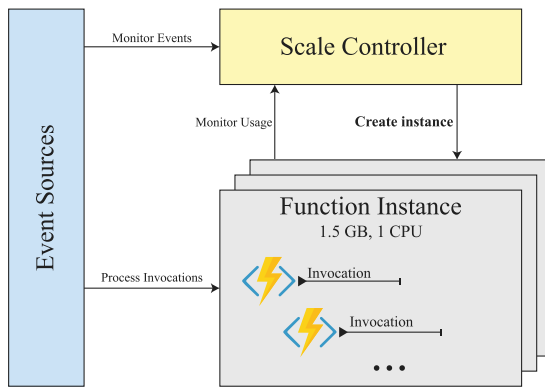 Monitor Events
Scale Controller
Event Sources
Monitor Usage
Create instance
Function Instance
1.5 GB, 1 CPU
Process Invocations
Invocation
Invocation